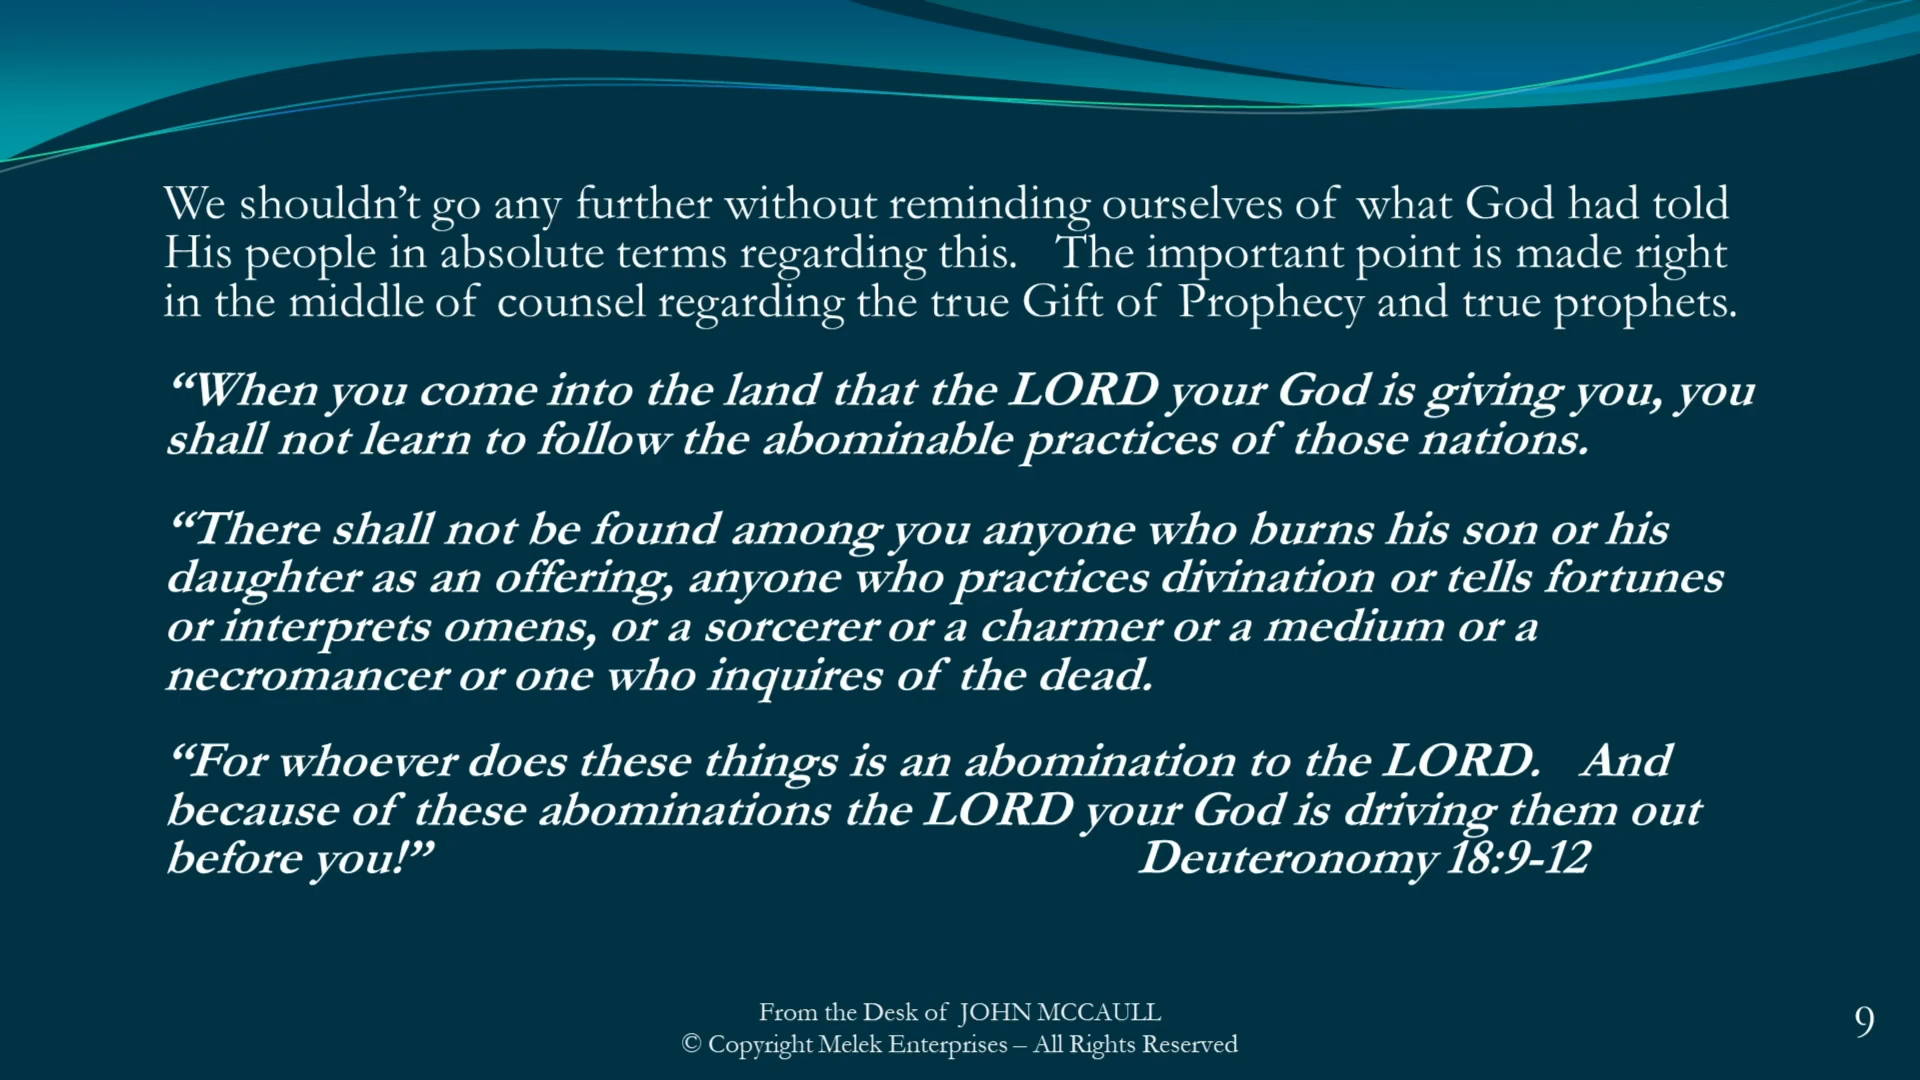 We shouldn’t go any further without reminding ourselves of what God had told
His people in absolute terms regarding this. The important point is made right
in the middle of counsel regarding the true Gift of Prophecy and true prophets.
“When you come into the land that the LORD your God is giving you, you
shall not learn to follow the abominable practices of those nations.
“There shall not be found among you anyone who burns his son or his
daughter as an offering, anyone who practices divination or tells fortunes
or interprets omens, or a sorcerer or a charmer or a medium or a
necromancer or one who inquires of the dead.
“For whoever does these things is an abomination to the LORD. And
because of these abominations the LORD your God is driving them out
before you!” Deuteronomy 18:9-12
From the Desk of JOHN MCCAULL
© Copyright Melek Enterprises – All Rights Reserved
9